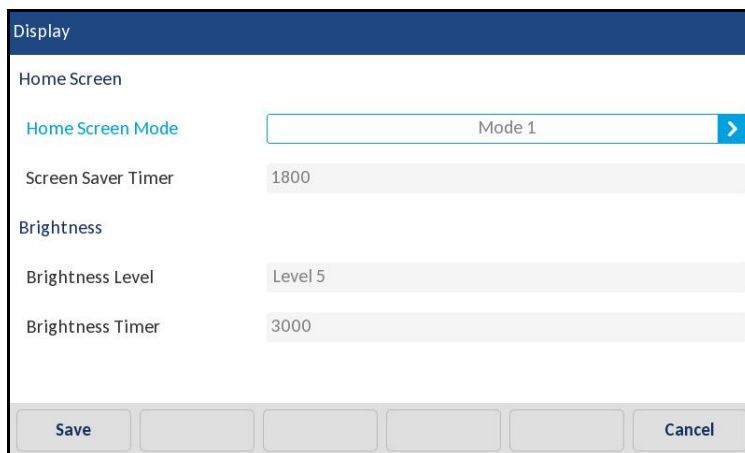 Display
Home Screen
Home Screen Mode Mode 1
Screen Saver Timer 1800
Brightness
Brightness Level Level 5
Brightness Timer 3000
Save Cancel